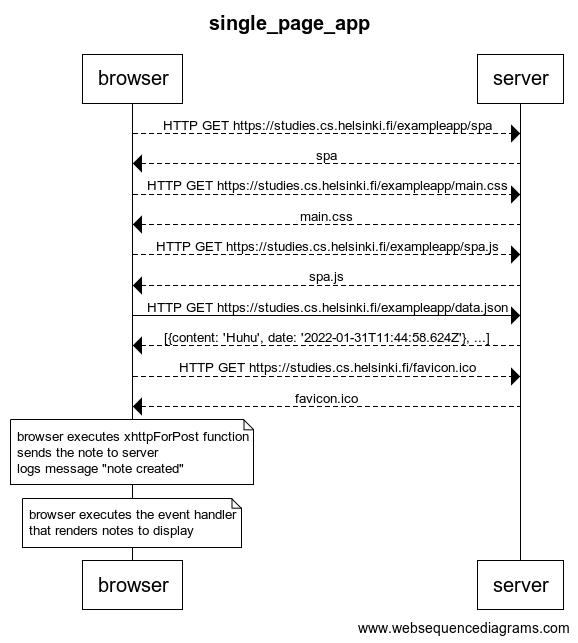 single_page_app
browser
server
HTTP GET https://studies.cs.helsinki.fi/exampleapp/spa
spa
HTTP GET https://studies.cs.helsinki.fi/exampleapp/main.css
main.css
HTTP GET https://studies.cs.helsinki.fi/exampleapp/spa.js
spa.js
HTTP GET https://studies.cs.helsinki.fi/exampleapp/data.json
[{content: 'Huhu', date: '2022-01-31T11:44:58.624Z'}, ...]
HTTP GET https://studies.cs.helsinki.fi/favicon.ico
favicon.ico
browser executes xhttpForPost function
sends the note to server
logs message "note created"
browser executes the event handler
that renders notes to display
browser
server
www.websequencediagrams.com